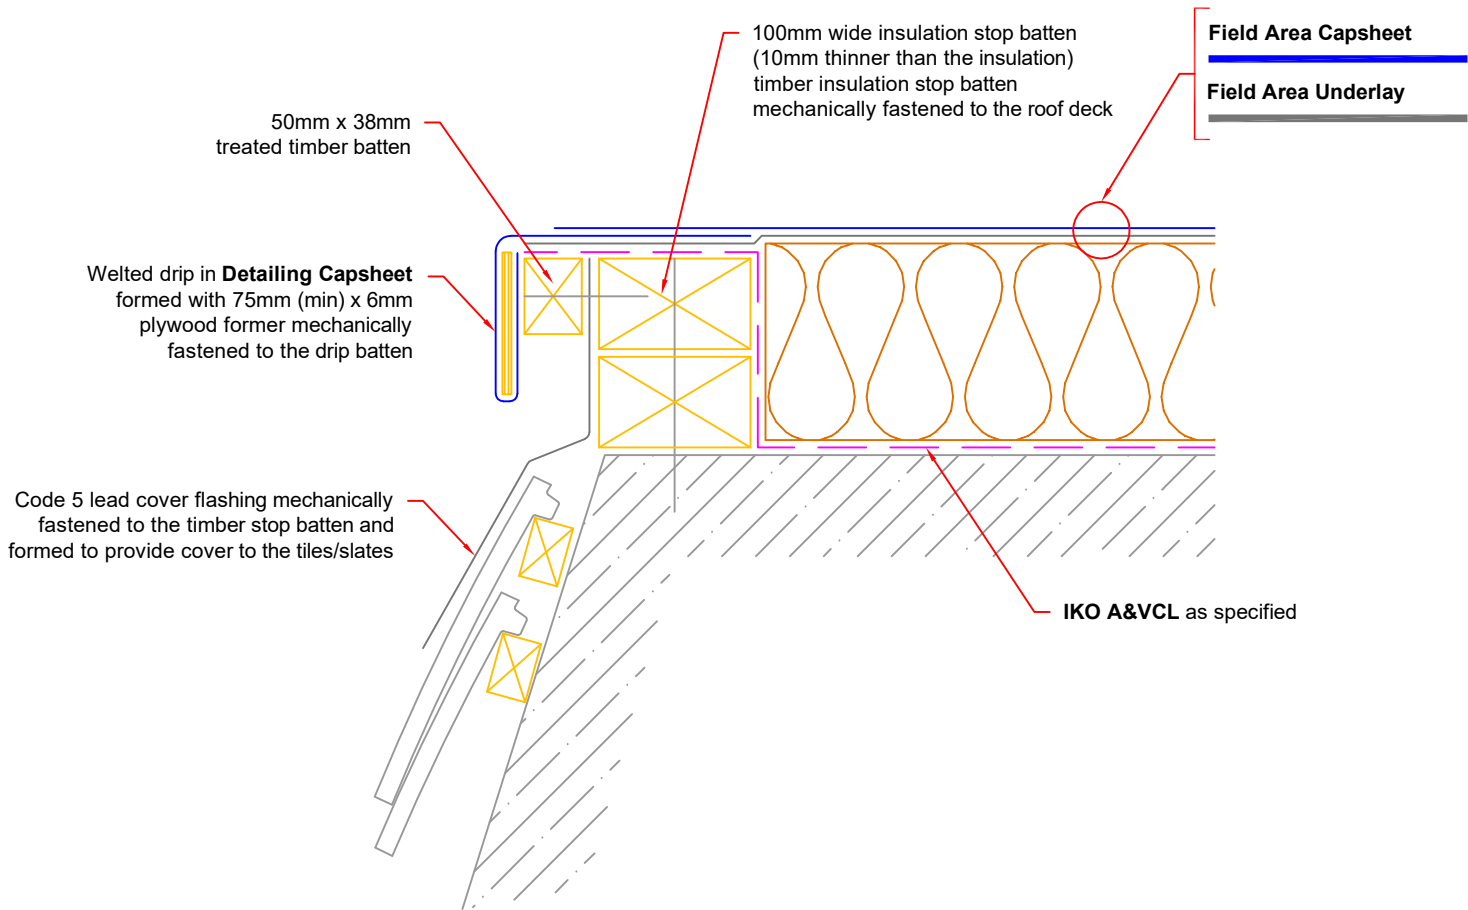 100mm wide insulation stop batten
(10mm thinner than the insulation)
timber insulation stop batten
mechanically fastened to the roof deck
Field Area Capsheet
Field Area Underlay
50mm x 38mm
treated timber batten
Welted drip in Detailing Capsheet
formed with 75mm (min) x 6mm
plywood former mechanically
fastened to the drip batten
Code 5 lead cover flashing mechanically
fastened to the timber stop batten and
formed to provide cover to the tiles/slates
IKO A&VCL as specified